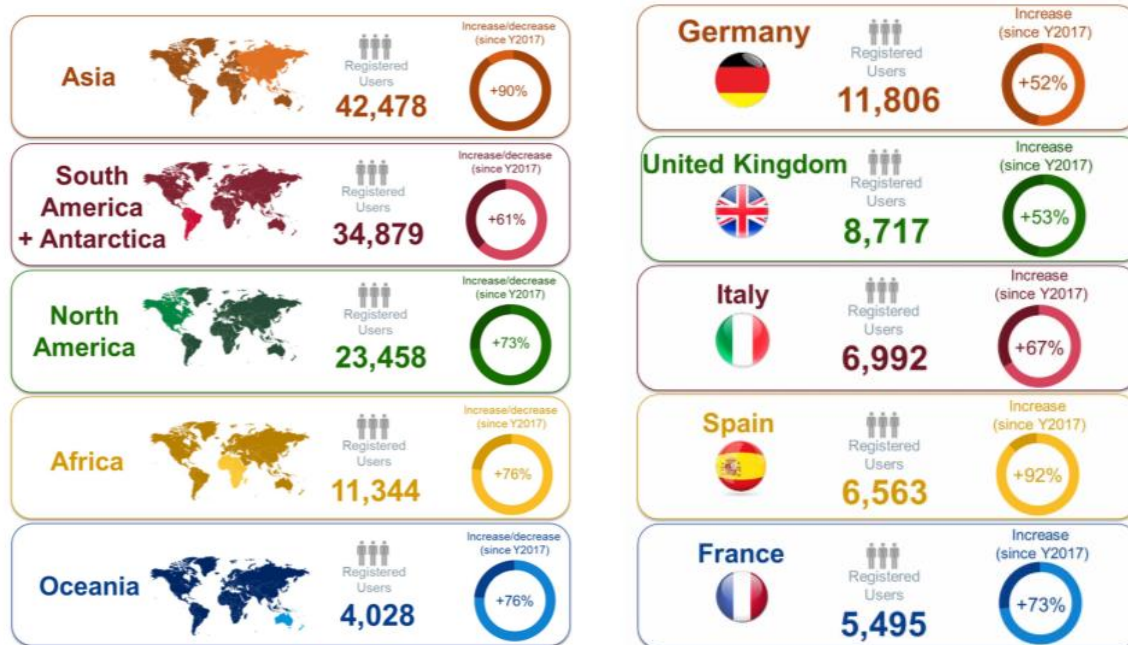 Asia
Registered
Users
42,478
Increase/decrease
(since Y2017)
+90%
South
America
+ Antarctica
Registered
Users
34,879
Increase/decrease
(since Y2017)
+61%
North
America
Registered
Users
23,458
Increase/decrease
(since Y2017)
+73%
Africa
Registered
Users
11,344
Increase/decrease
(since Y2017)
+76%
Oceania
Registered
Users
4,028
Increase/decrease
(since Y2017)
+76%
Germany
Registered
Users
11,806
Increase
(since Y2017)
+52%
United Kingdom
Registered
Users
8,717
Increase
(since Y2017)
+53%
Italy
Registered
Users
6,992
Increase
(since Y2017)
+67%
Spain
Registered
Users
6,563
Increase
(since Y2017)
+92%
France
Registered
Users
5,495
Increase
(since Y2017)
+73%